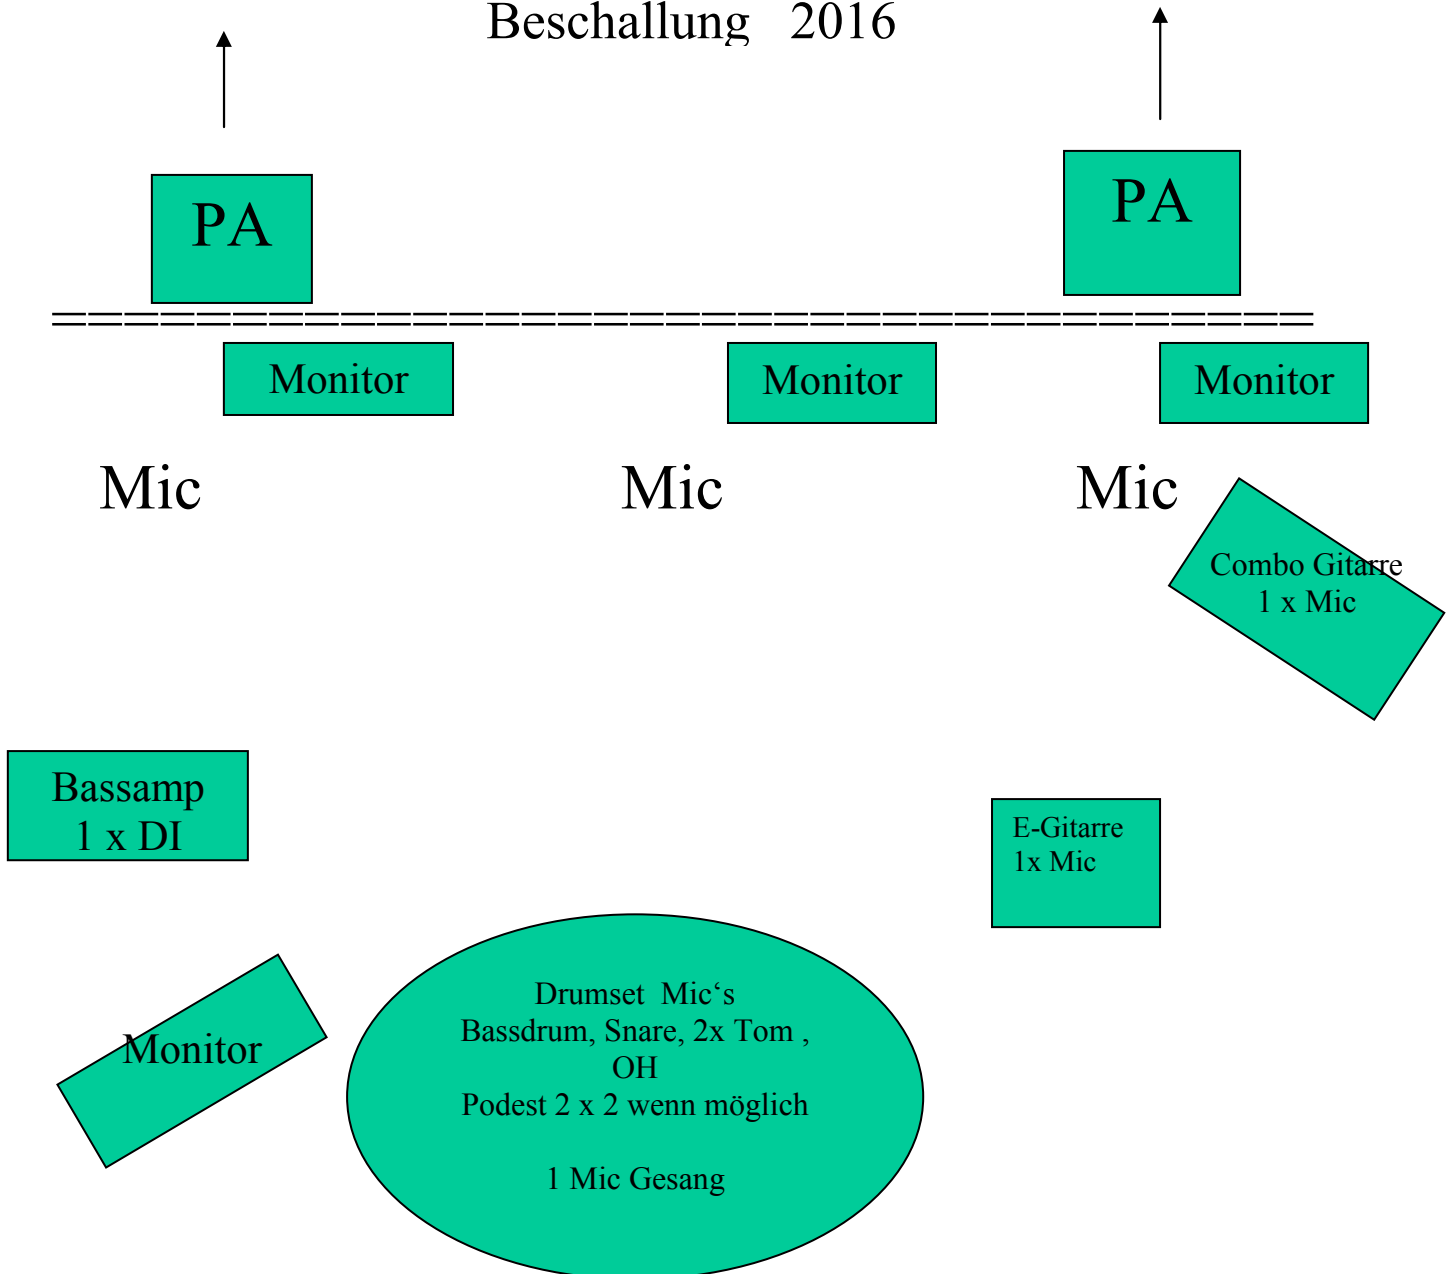 Beschallung 2016
PA
PA
Monitor
Monitor
Monitor
Mic
Mic
Mic
Combo Gitarre
1 x Mic
Bassamp
1 x DI
E-Gitarre
1x Mic
Monitor
Drumset Mic‘s
Bassdrum, Snare, 2x Tom ,
OH
Podest 2 x 2 wenn möglich
1 Mic Gesang